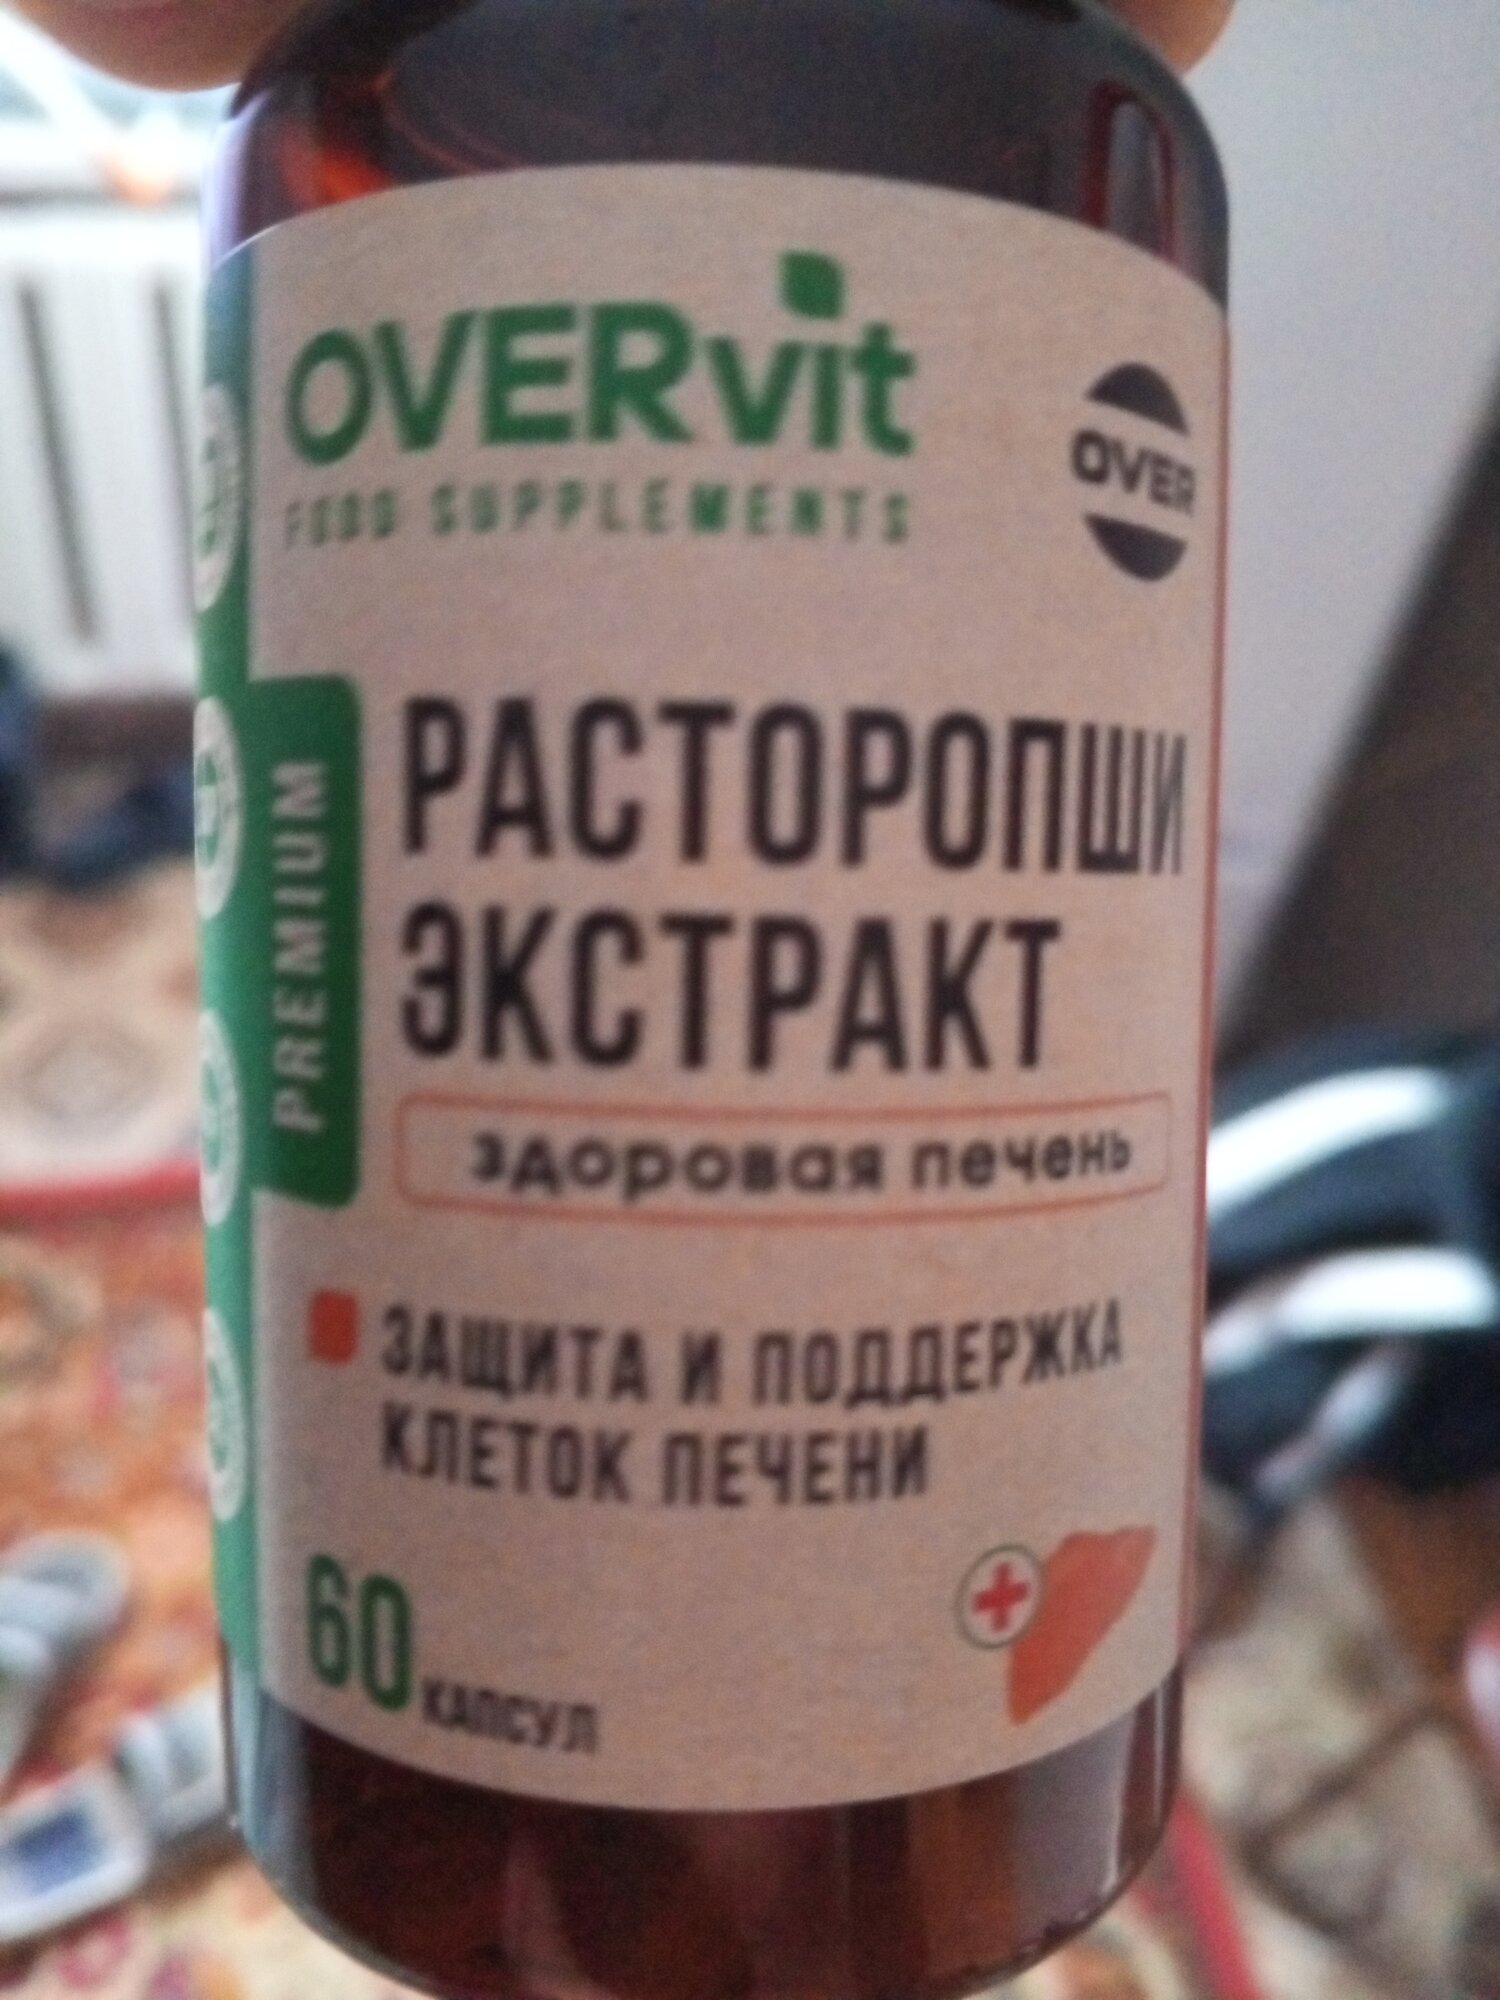 OVERvit
FOOD SUPPLEMENTS
OVER
PREMIUM
РАСТОРОПШИ
ЭКСТРАКТ
здоровая печень
ЗАЩИТА И ПОДДЕРЖКА
КЛЕТОК ПЕЧЕНИ
60 КАПСУЛ